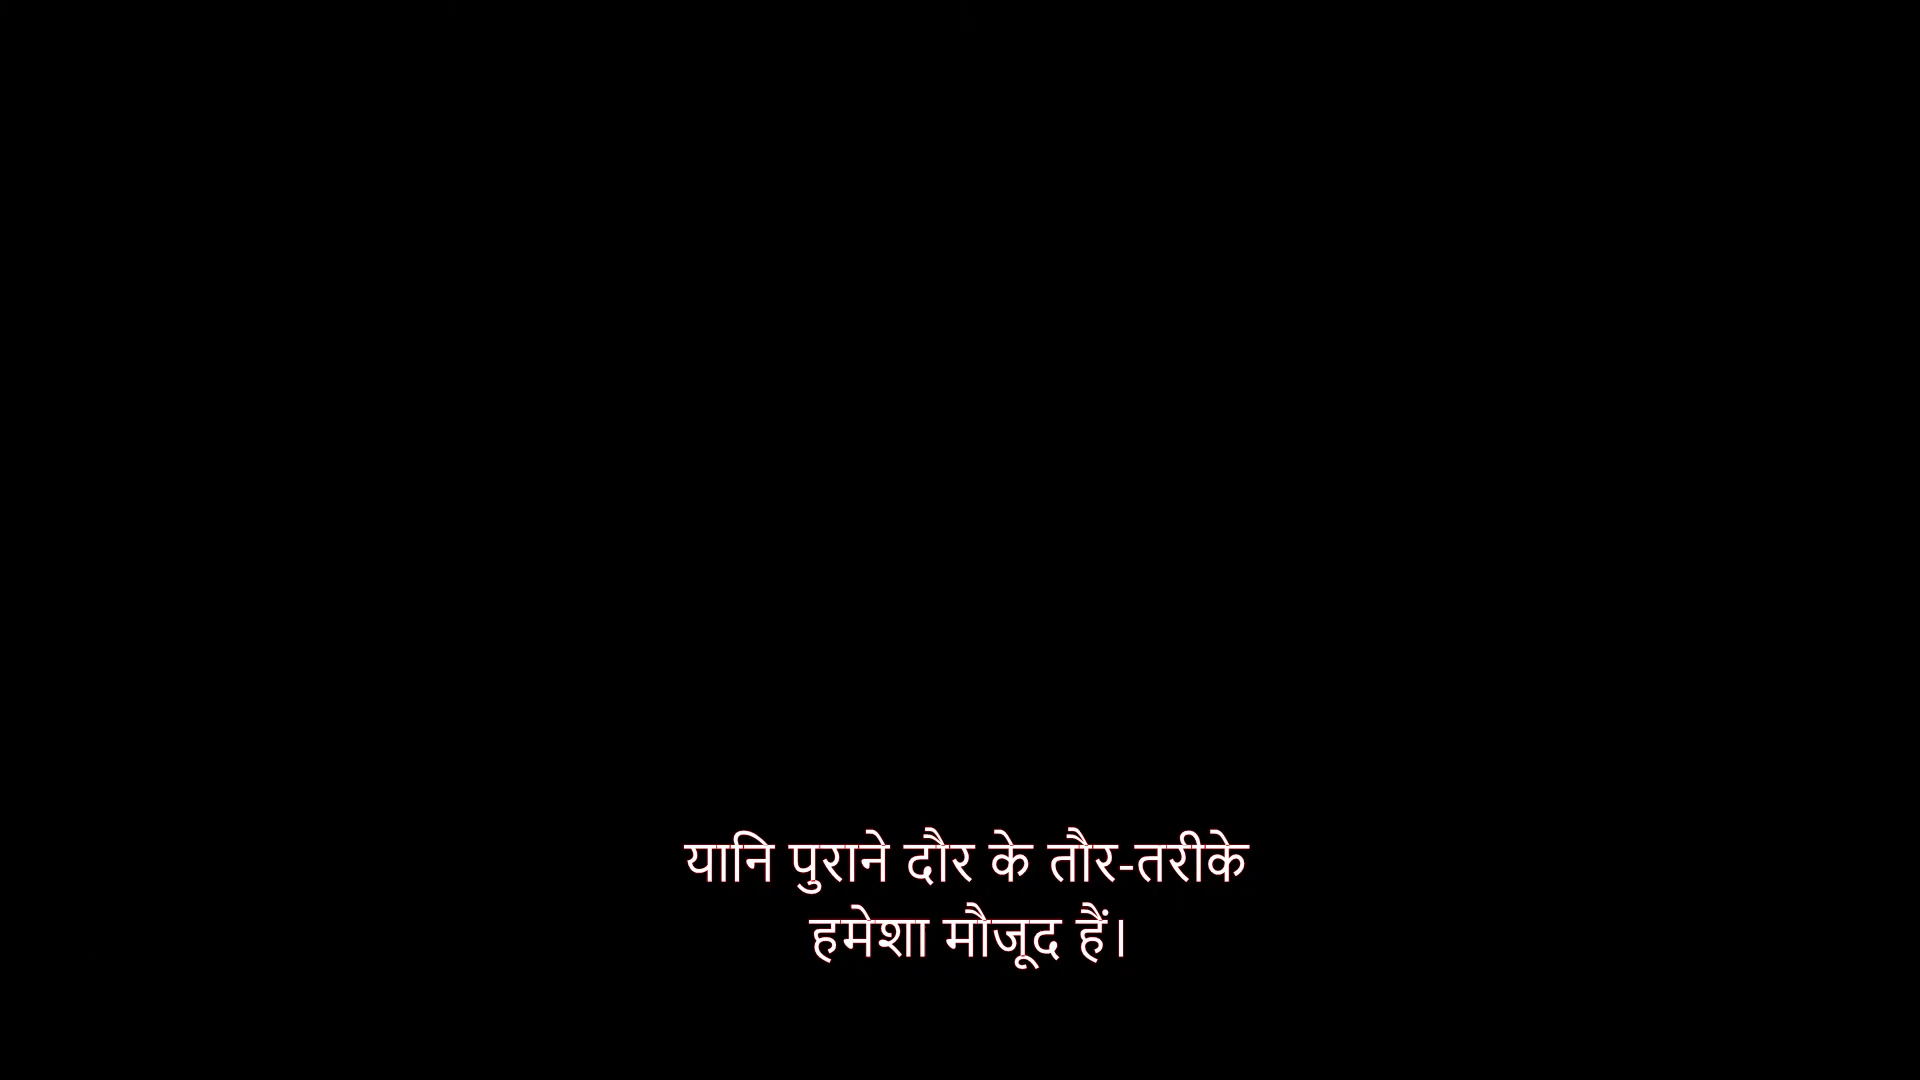 यानि पुराने दौर के तौर-तरीके
हमेशा मौजूद हैं।